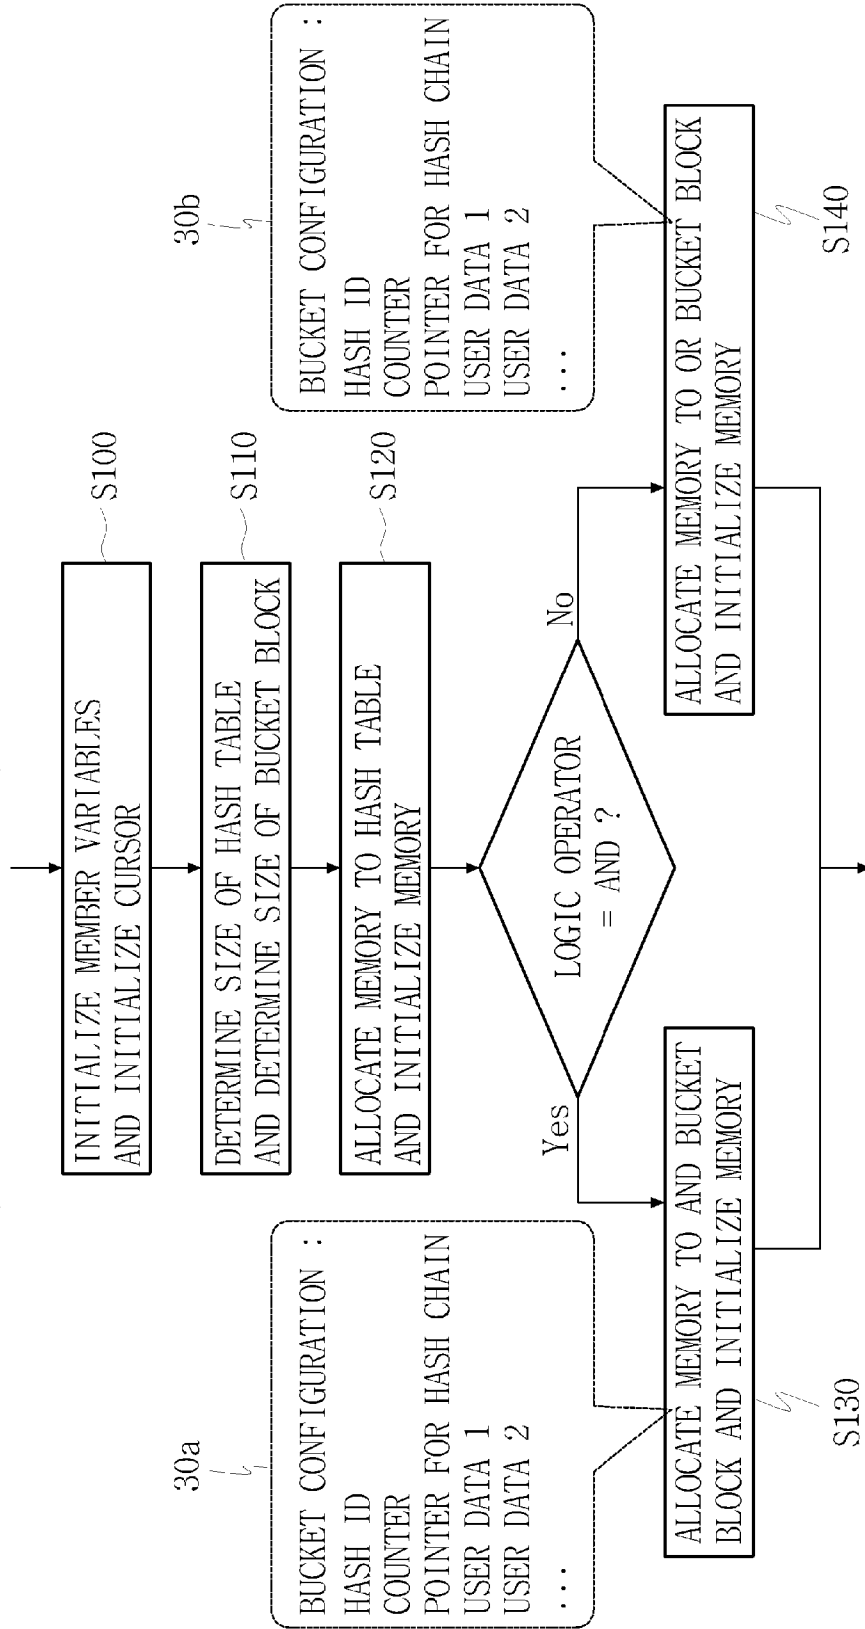 INITIALIZE MEMBER VARIABLES
AND INITIALIZE CURSOR
S100
DETERMINE SIZE OF HASH TABLE
AND DETERMINE SIZE OF BUCKET BLOCK
S110
ALLOCATE MEMORY TO HASH TABLE
AND INITIALIZE MEMORY
S120
30a
BUCKET CONFIGURATION :
HASH ID
COUNTER
POINTER FOR HASH CHAIN
USER DATA 1
USER DATA 2
...
30b
BUCKET CONFIGURATION :
HASH ID
COUNTER
POINTER FOR HASH CHAIN
USER DATA 1
USER DATA 2
...
LOGIC OPERATOR
= AND ?
Yes
No
ALLOCATE MEMORY TO AND BUCKET
BLOCK AND INITIALIZE MEMORY
S130
ALLOCATE MEMORY TO OR BUCKET BLOCK
AND INITIALIZE MEMORY
S140